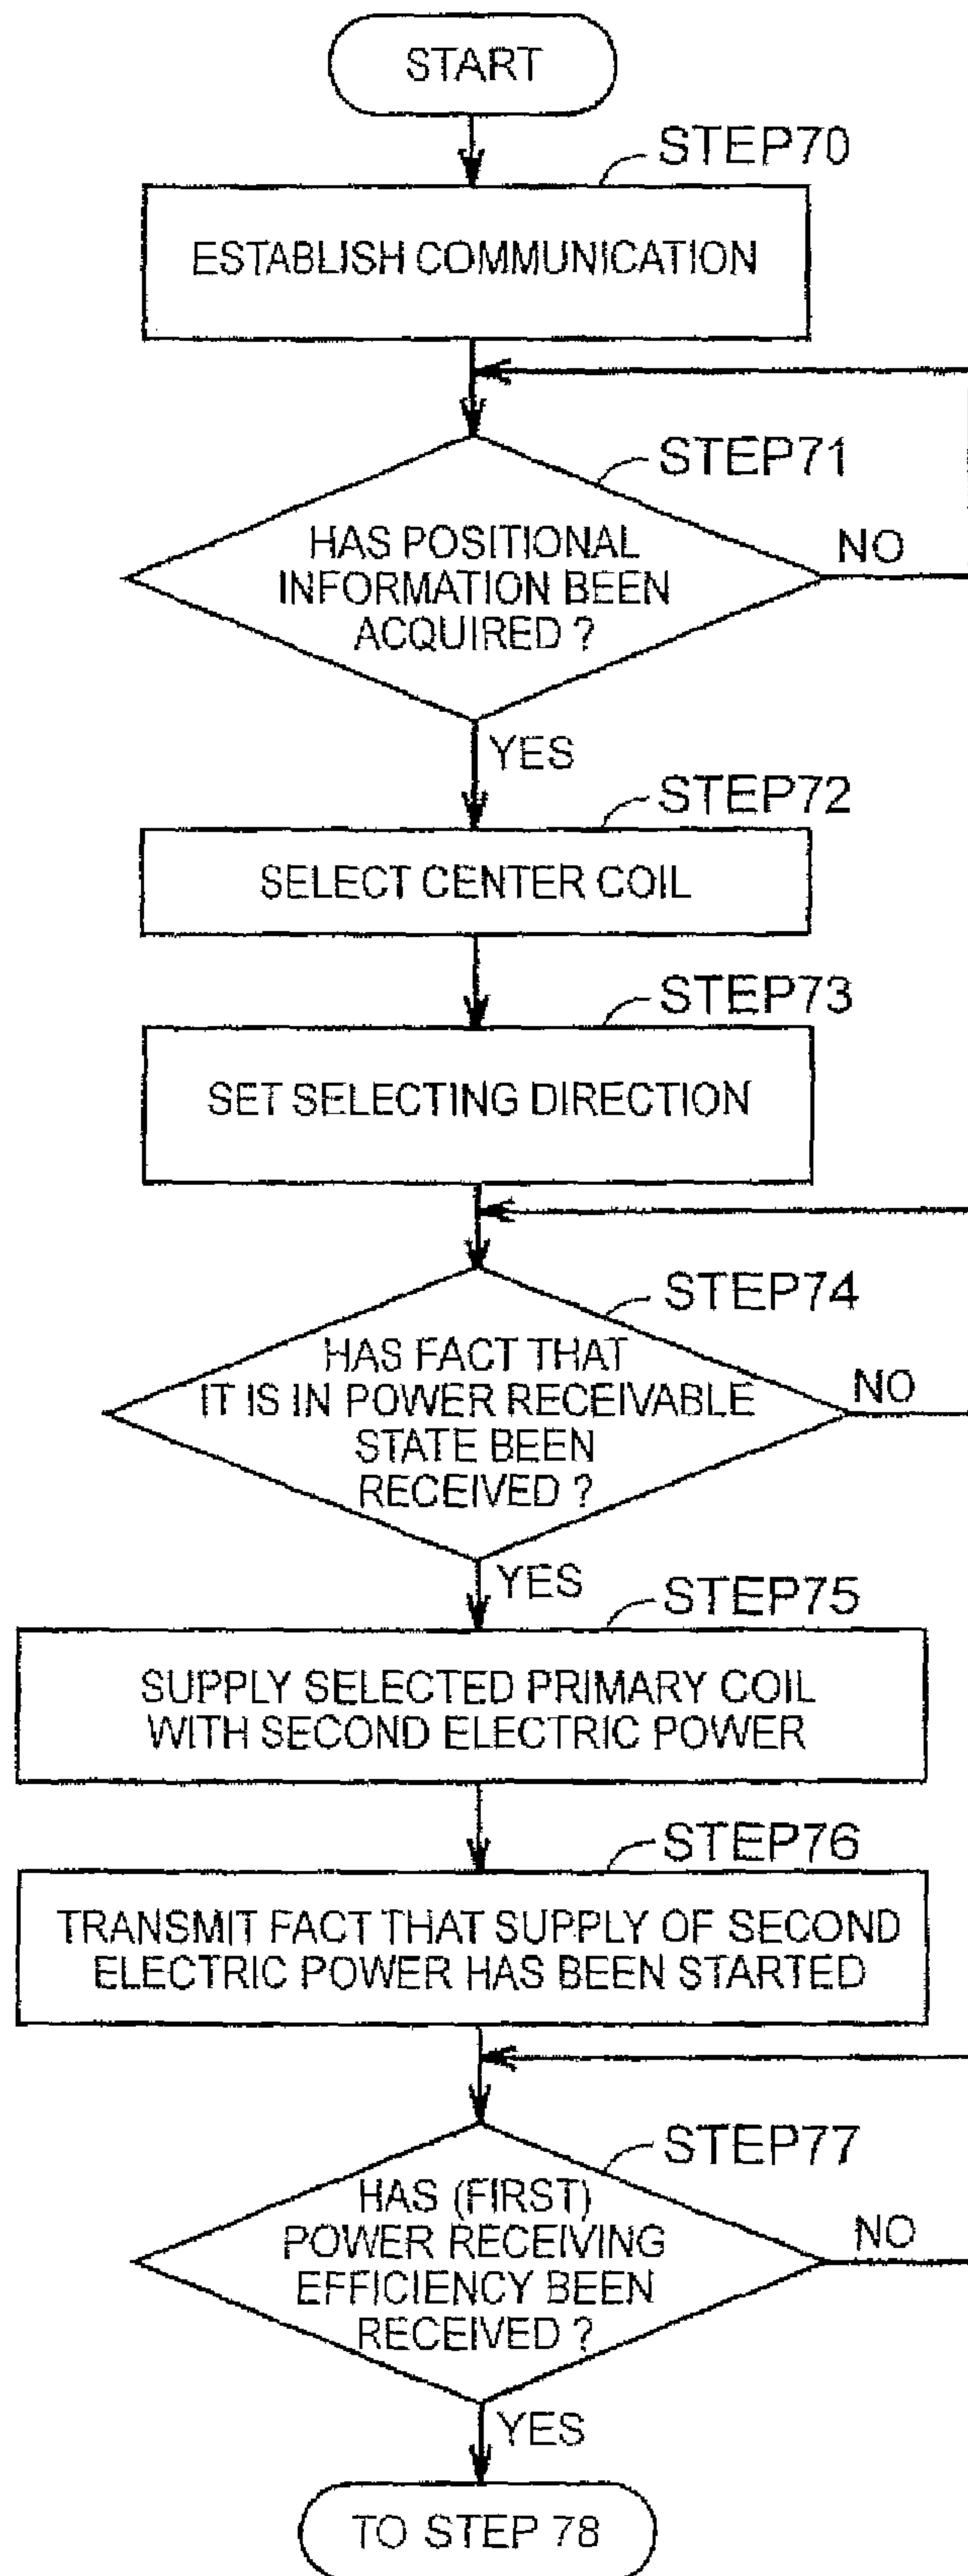 START
STEP70
ESTABLISH COMMUNICATION
STEP71
HAS POSITIONAL
INFORMATION BEEN
ACQUIRED ?
NO
YES
STEP72
SELECT CENTER COIL
STEP73
SET SELECTING DIRECTION
STEP74
HAS FACT THAT
IT IS IN POWER RECEIVABLE
STATE BEEN
RECEIVED ?
NO
YES
STEP75
SUPPLY SELECTED PRIMARY COIL
WITH SECOND ELECTRIC POWER
STEP76
TRANSMIT FACT THAT SUPPLY OF SECOND
ELECTRIC POWER HAS BEEN STARTED
STEP77
HAS (FIRST)
POWER RECEIVING
EFFICIENCY BEEN
RECEIVED ?
NO
YES
TO STEP 78